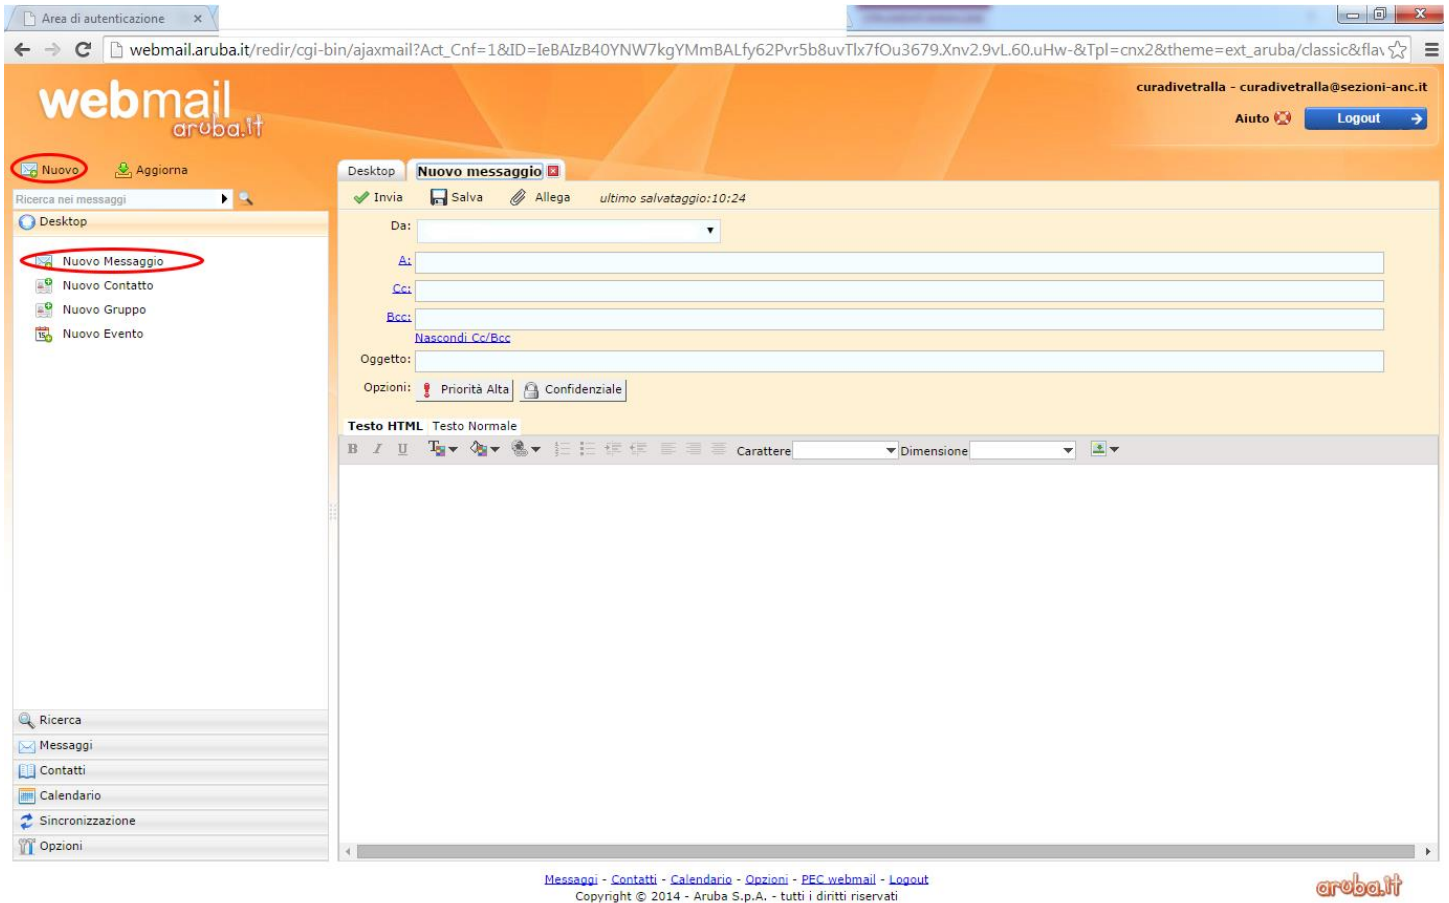 Area di autenticazione
webmail.aruba.it/redir/cgi-bin/ajaxmail?Act_Cnf=1&ID=IeBAIzB40YNW7kgYMmBALfy62Pvr5b8uvTlx7fOu3679.Xnv2.9vL.60.uHw-&Tpl=cnx2&theme=ext_aruba/classic&flav
webmail
aruba.it
curadivetralla - curadivetralla@sezioni-anc.it
Aiuto Logout
Nuovo Aggiorna
Desktop Nuovo messaggio
Ricerca nei messaggi
Invia Salva Allega ultimo salvataggio:10:24
Desktop
Nuovo Messaggio
Nuovo Contatto
Nuovo Gruppo
15
Nuovo Evento
Da:
A:
Cc:
Bcc:
Nascondi Cc/Bcc
Oggetto:
Opzioni: Priorità Alta Confidenziale
Testo HTML Testo Normale
B I U T Carattere Dimensione
Ricerca
Messaggi
Contatti
Calendario
Sincronizzazione
Opzioni
Messaggi - Contatti - Calendario - Opzioni - PEC webmail - Logout
Copyright © 2014 - Aruba S.p.A. - tutti i diritti riservati
aruba.it